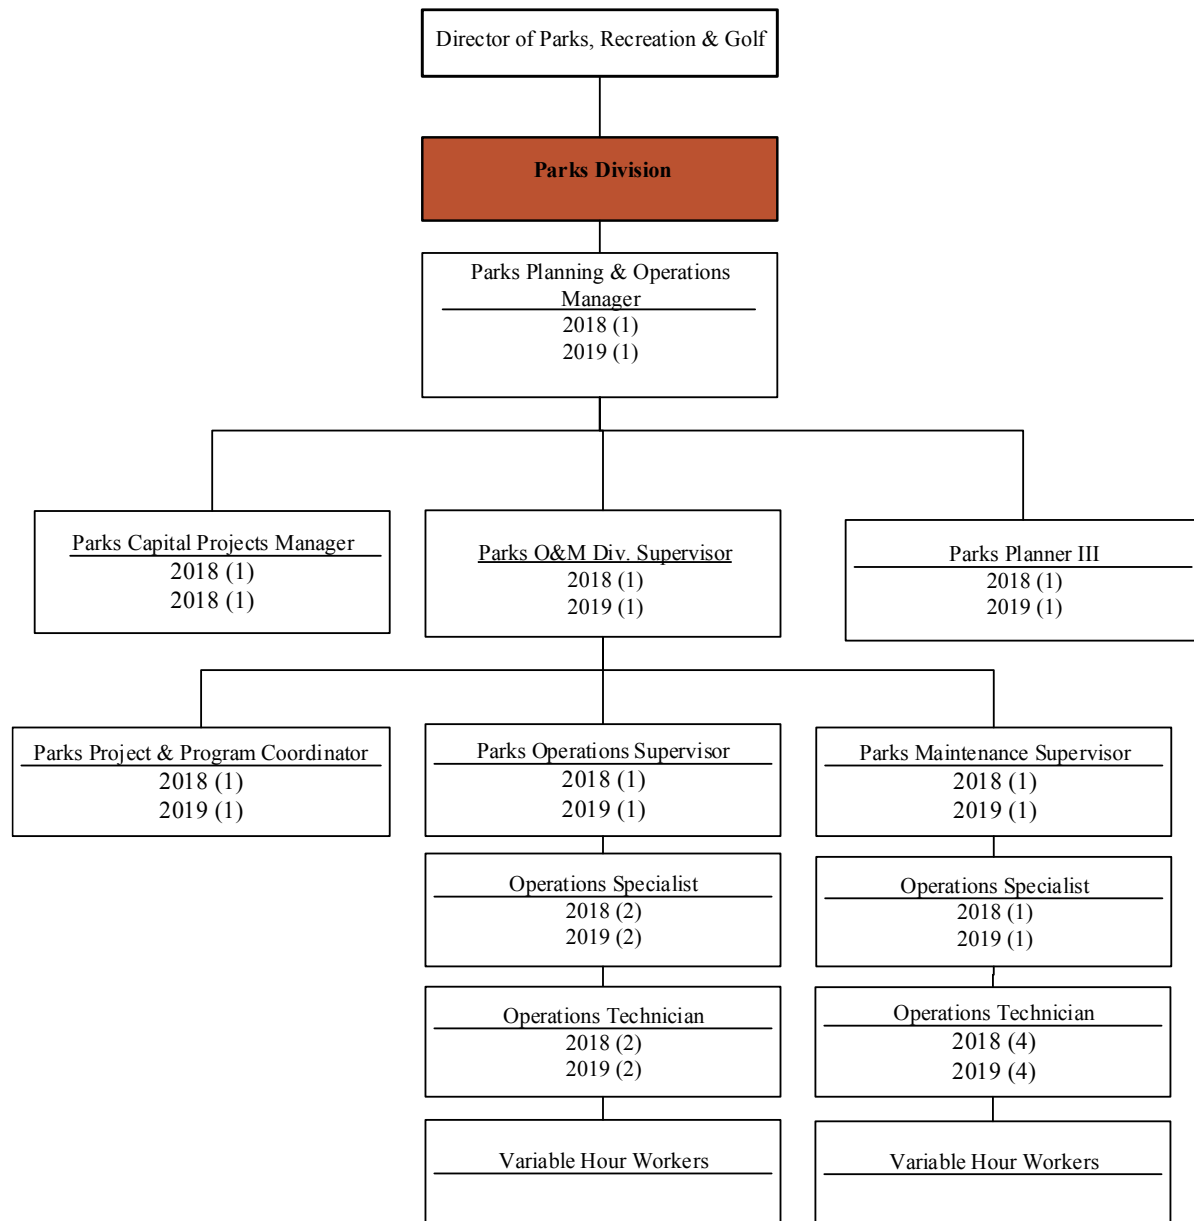 Director of Parks, Recreation & Golf
Parks Division
Parks Planning & Operations
Manager
2018 (1)
2019 (1)
Parks Capital Projects Manager
2018 (1)
2018 (1)
Parks O&M Div. Supervisor
2018 (1)
2019 (1)
Parks Planner III
2018 (1)
2019 (1)
Parks Project & Program Coordinator
2018 (1)
2019 (1)
Parks Operations Supervisor
2018 (1)
2019 (1)
Parks Maintenance Supervisor
2018 (1)
2019 (1)
Operations Specialist
2018 (2)
2019 (2)
Operations Specialist
2018 (1)
2019 (1)
Operations Technician
2018 (2)
2019 (2)
Operations Technician
2018 (4)
2019 (4)
Variable Hour Workers
Variable Hour Workers